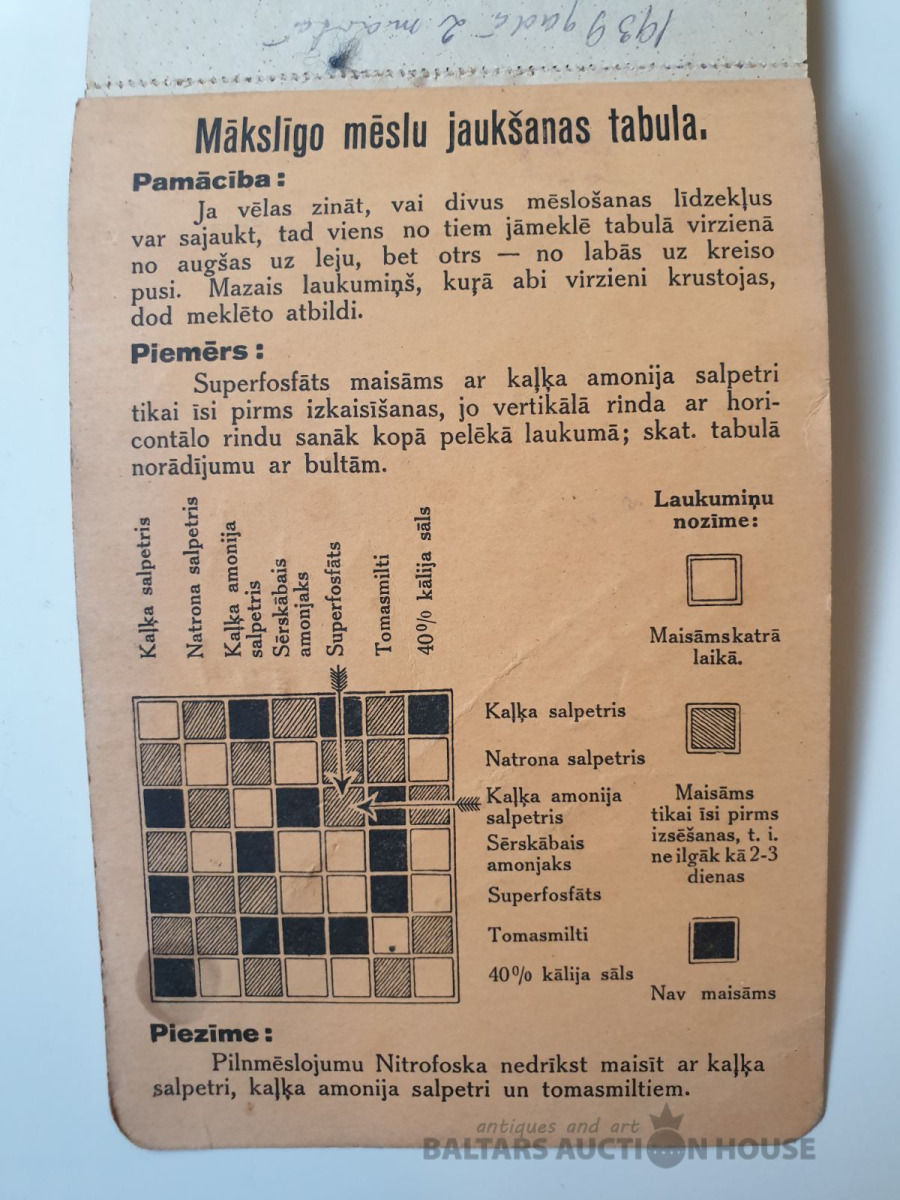 1939 gadā 2 martā
Mākslīgo mēslu jaukšanas tabula.
Pamācība:
Ja vēlas zināt, vai divus mēslošanas līdzekļus
var sajaukt, tad viens no tiem jāmeklē tabulā virzienā
no augšas uz leju, bet otrs — no labās uz kreiso
pusi. Mazais laukumiņš, kuŗā abi virzieni krustojas,
dod meklēto atbildi.
Piemērs:
Superfosfāts maisāms ar kaļķa amonija salpetri
tikai īsi pirms izkaisīšanas, jo vertikālā rinda ar hori-
contālo rindu sanāk kopā pelēkā laukumā; skat. tabulā
norādījumu ar bultām.
Kaļķa salpetris
Natrona salpetris
Kaļķa amonija
salpetris
Sērskābais
amonjaks
Superfosfāts
Tomasmilti
40% kālija sāls
Laukumiņu
nozīme:
Maisāms katrā
laikā.
Kaļķa salpetris
Natrona salpetris
Kaļķa amonija
salpetris
Sērskābais
amonjaks
Superfosfāts
Tomasmilti
40% kālija sāls
Maisāms
tikai īsi pirms
izsēšanas, t. i.
ne ilgāk kā 2-3
dienas
Nav maisāms
Piezīme:
Pilnmēslojumu Nitrofoska nedrīkst maisīt ar kaļķa
salpetri, kaļķa amonija salpetri un tomasmiltiem.
antiques and art
BALTARS AUCTION HOUSE